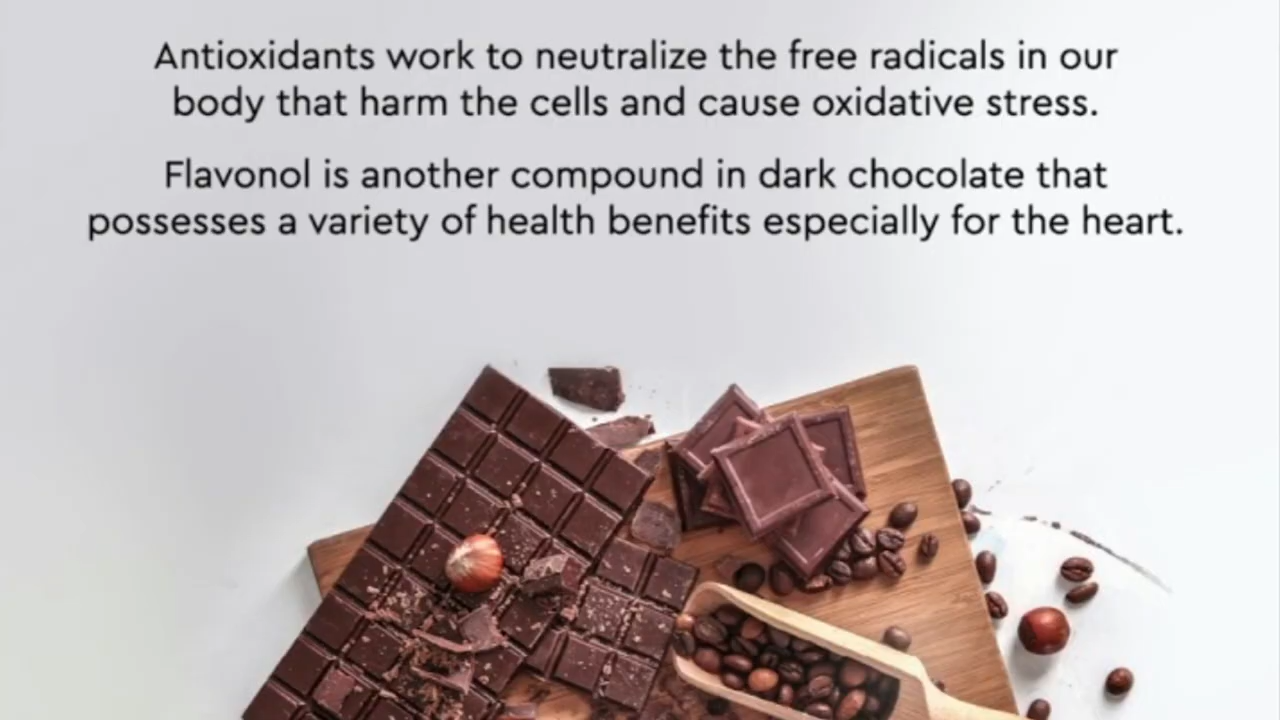 Antioxidants work to neutralize the free radicals in our
body that harm the cells and cause oxidative stress.
Flavonol is another compound in dark chocolate that
possesses a variety of health benefits especially for the heart.